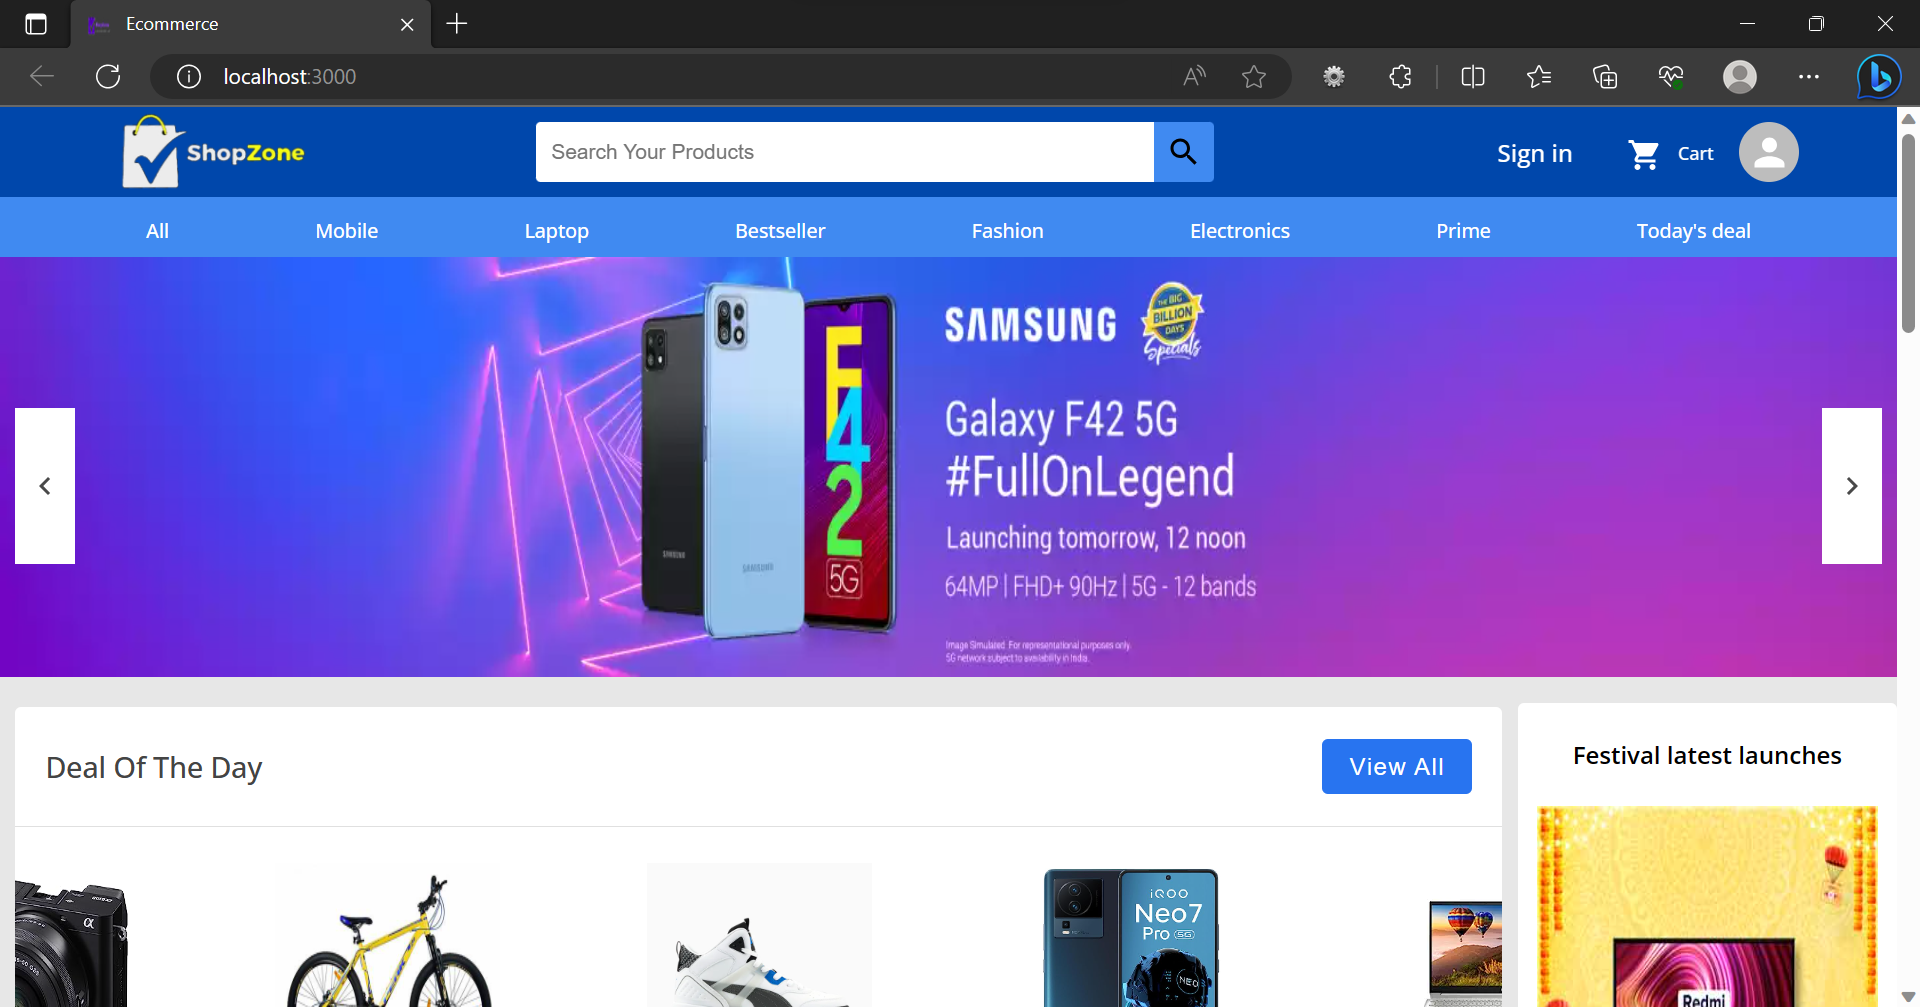 Ecommerce
localhost:3000
ShopZone
Search Your Products
Sign in
Cart
All
Mobile
Laptop
Bestseller
Fashion
Electronics
Prime
Today's deal
SAMSUNG
THE BIG
BILLION
DAYS
Specials
Galaxy F42 5G
#FullOnLegend
Launching tomorrow, 12 noon
64MP | FHD+ 90Hz | 5G - 12 bands
Image Simulated. For representational purposes only.
5G network subject to availability in India.
F42
5G
SAMSUNG
SAMSUNG
Deal Of The Day
View All
Festival latest launches
α
iQOO
Neo7
Pro 5G
NEO
Redmi